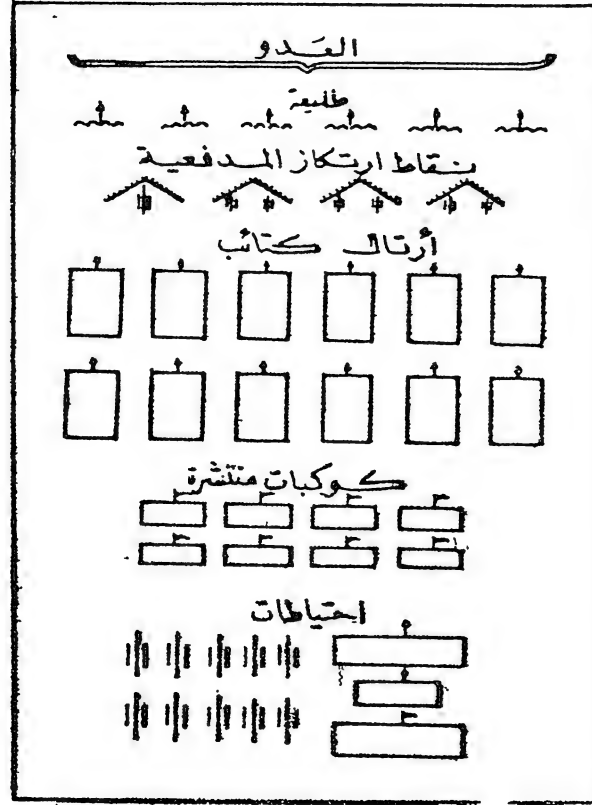 العدو
طليعة
نقاط ارتكاز المدفعية
أرتال كتائب
كوكبات منتشرة
احتياطات